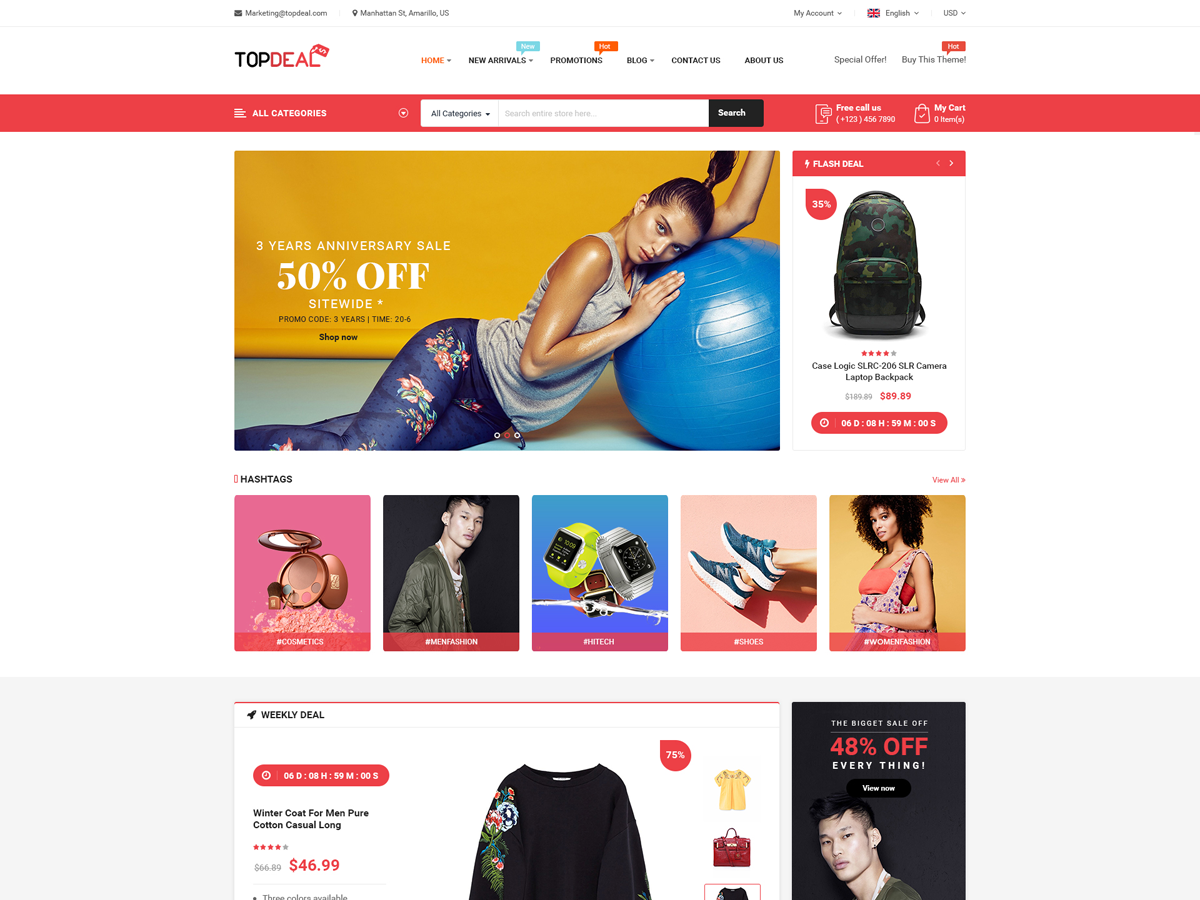 Marketing@topdeal.com
Manhattan St, Amarillo, US
My Account
English
USD
TOPDEAL
HOME
New
NEW ARRIVALS
Hot
PROMOTIONS
BLOG
CONTACT US
ABOUT US
Special Offer!
Hot
Buy This Theme!
ALL CATEGORIES
All Categories
Search entire store here...
Search
Free call us
( +123 ) 456 7890
My Cart
0 Item(s)
3 YEARS ANNIVERSARY SALE
50% OFF
SITEWIDE *
PROMO CODE: 3 YEARS | TIME: 20-6
Shop now
FLASH DEAL
35%
Case Logic SLRC-206 SLR Camera
Laptop Backpack
$189.89 $89.89
06 D : 08 H : 59 M : 00 S
HASHTAGS
View All »
#COSMETICS
#MENFASHION
#HITECH
#SHOES
#WOMENFASHION
WEEKLY DEAL
06 D : 08 H : 59 M : 00 S
75%
Winter Coat For Men Pure
Cotton Casual Long
$66.89 $46.99
Three colors available
THE BIGGET SALE OFF
48% OFF
EVERY THING!
View now